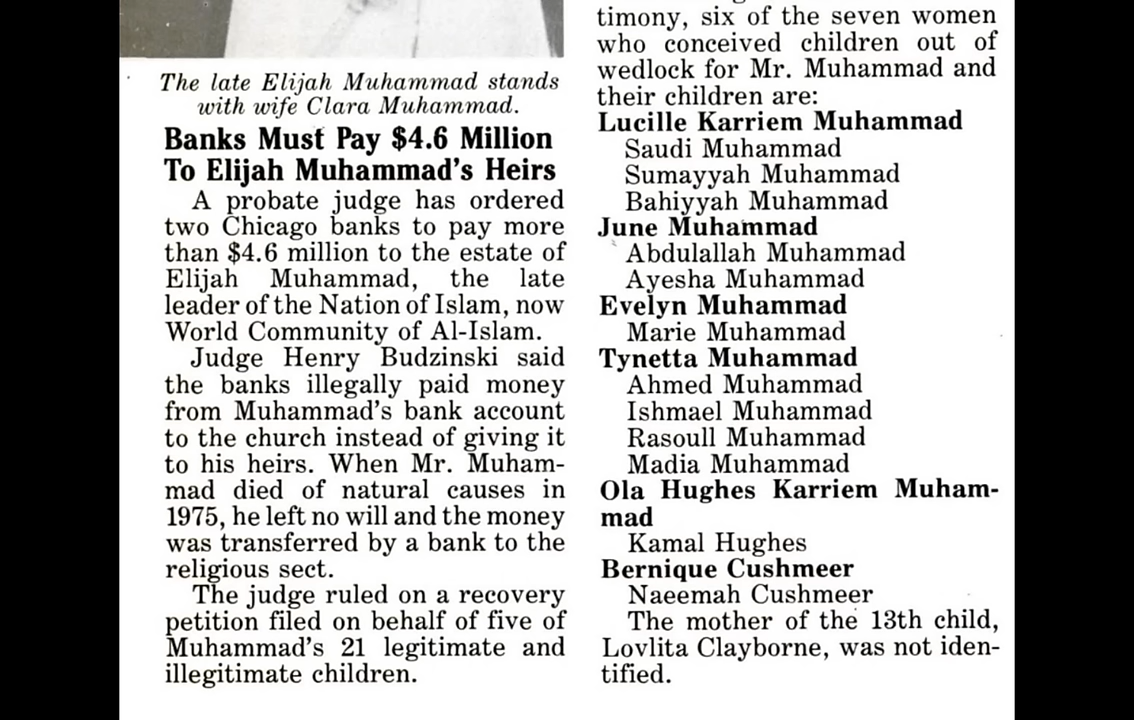 The late Elijah Muhammad stands
with wife Clara Muhammad.
Banks Must Pay $4.6 Million
To Elijah Muhammad's Heirs
A probate judge has ordered
two Chicago banks to pay more
than $4.6 million to the estate of
Elijah Muhammad, the late
leader of the Nation of Islam, now
World Community of Al-Islam.
Judge Henry Budzinski said
the banks illegally paid money
from Muhammad's bank account
to the church instead of giving it
to his heirs. When Mr. Muham-
mad died of natural causes in
1975, he left no will and the money
was transferred by a bank to the
religious sect.
The judge ruled on a recovery
petition filed on behalf of five of
Muhammad's 21 legitimate and
illegitimate children.
timony, six of the seven women
who conceived children out of
wedlock for Mr. Muhammad and
their children are:
Lucille Karriem Muhammad
Saudi Muhammad
Sumayyah Muhammad
Bahiyyah Muhammad
June Muhammad
Abdulallah Muhammad
Ayesha Muhammad
Evelyn Muhammad
Marie Muhammad
Tynetta Muhammad
Ahmed Muhammad
Ishmael Muhammad
Rasoull Muhammad
Madia Muhammad
Ola Hughes Karriem Muham-
mad
Kamal Hughes
Bernique Cushmeer
Naeemah Cushmeer
The mother of the 13th child,
Lovlita Clayborne, was not iden-
tified.